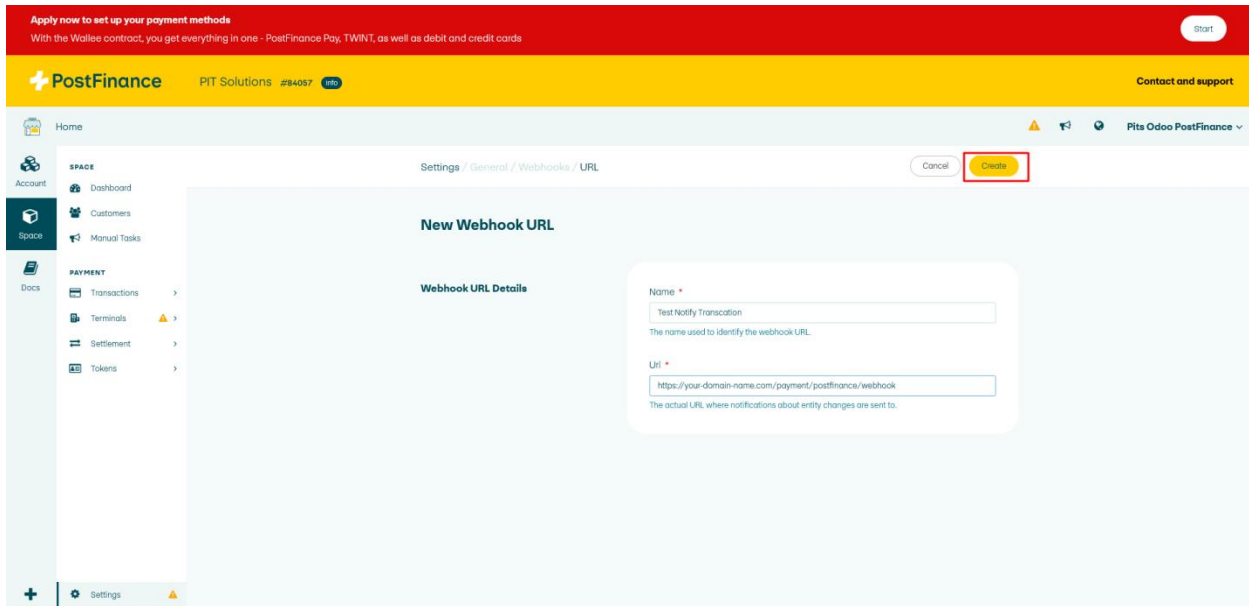 Apply now to set up your payment methods
With the Wallee contract, you get everything in one - PostFinance Pay, TWINT, as well as debit and credit cards
Start
PostFinance
PIT Solutions #84057 Info
Contact and support
Home
Pits Odoo PostFinance
Account
Space
Docs
SPACE
Dashboard
Customers
Manual Tasks
PAYMENT
Transactions
Terminals
Settlement
Tokens
Settings
Settings / General / Webhooks / URL
Cancel
Create
New Webhook URL
Webhook URL Details
Name *
Test Notify Transcation
The name used to identify the webhook URL.
Url *
https://your-domain-name.com/payment/postfinance/webhook
The actual URL where notifications about entity changes are sent to.